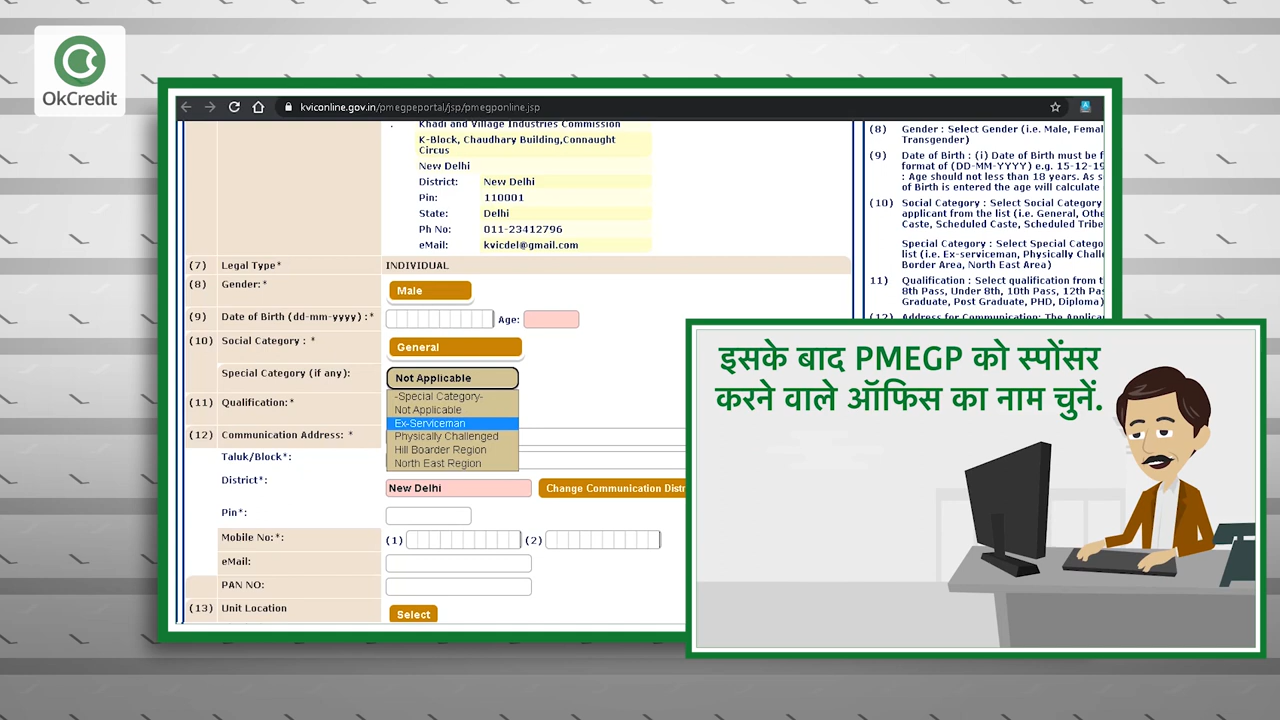 OkCredit
kviconline.gov.in/pmegpeportal/jsp/pmegponline.jsp
Khadi and Village Industries Commission
K-Block, Chaudhary Building,Connaught
Circus
New Delhi
District: New Delhi
Pin: 110001
State: Delhi
Ph No: 011-23412796
eMail: kvicdel@gmail.com
(7) Legal Type* INDIVIDUAL
(8) Gender:* Male
(9) Date of Birth (dd-mm-yyyy) :* Age:
(10) Social Category : * General
Special Category (if any): Not Applicable
-Special Category-
Not Applicable
Ex-Serviceman
Physically Challenged
Hill Boarder Region
North East Region
(11) Qualification:*
(12) Communication Address: *
Taluk/Block*:
District*: New Delhi Change Communication Distr
Pin*:
Mobile No.*: (1) (2)
eMail:
PAN NO:
(13) Unit Location Select
(8) Gender : Select Gender (i.e. Male, Femal
Transgender)
(9) Date of Birth : (i) Date of Birth must be f
format of (DD-MM-YYYY) e.g. 15-12-19
: Age should not less than 18 years. As s
of Birth is entered the age will calculate
(10) Social Category : Select Social Category
applicant from the list (i.e. General, Othe
Caste, Scheduled Caste, Scheduled Tribe
Special Category : Select Special Catego
list (i.e. Ex-serviceman, Physically Challe
Border Area, North East Area)
11) Qualification : Select qualification from t
8th Pass, Under 8th, 10th Pass, 12th Pas
Graduate, Post Graduate, PHD, Diploma)
(12) Address for Communication: The Applica
इसके बाद PMEGP को स्पोंसर
करने वाले ऑफिस का नाम चुनें.